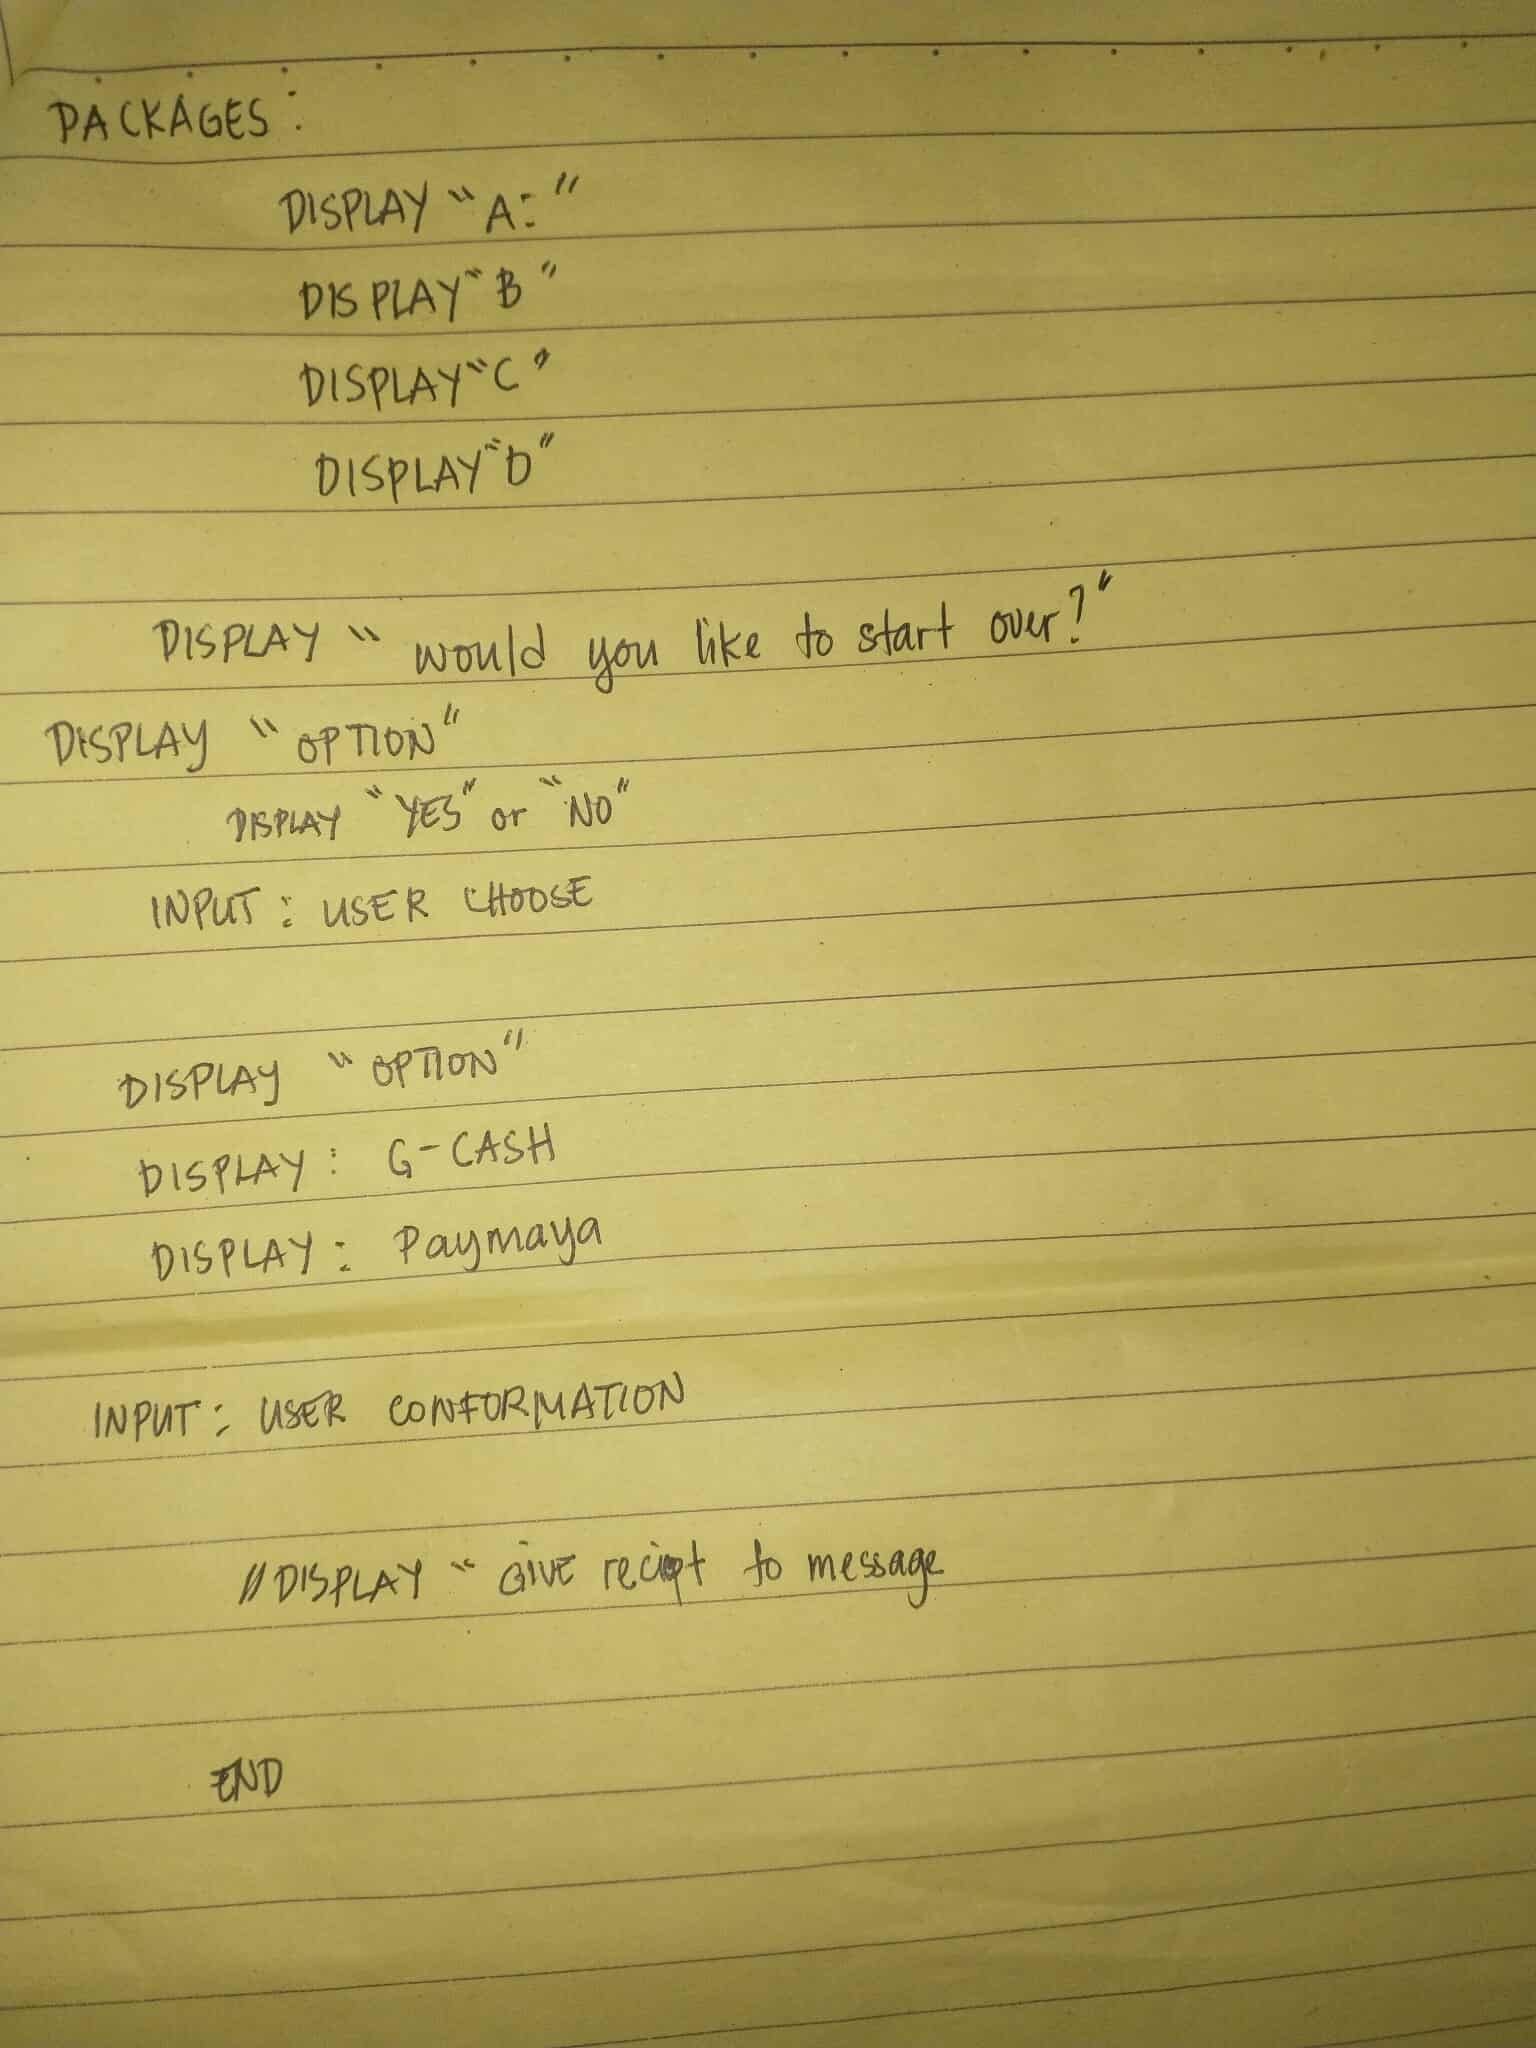 PACKAGES:
DISPLAY "A:"
DISPLAY "B"
DISPLAY "C"
DISPLAY "D"
DISPLAY "would you like to start over?"
DISPLAY "OPTION"
DISPLAY "YES" or "NO"
INPUT: USER CHOOSE
DISPLAY "OPTION"
DISPLAY: G-CASH
DISPLAY: Paymaya
INPUT: USER CONFORMATION
//DISPLAY "GIVE recipt to message
END